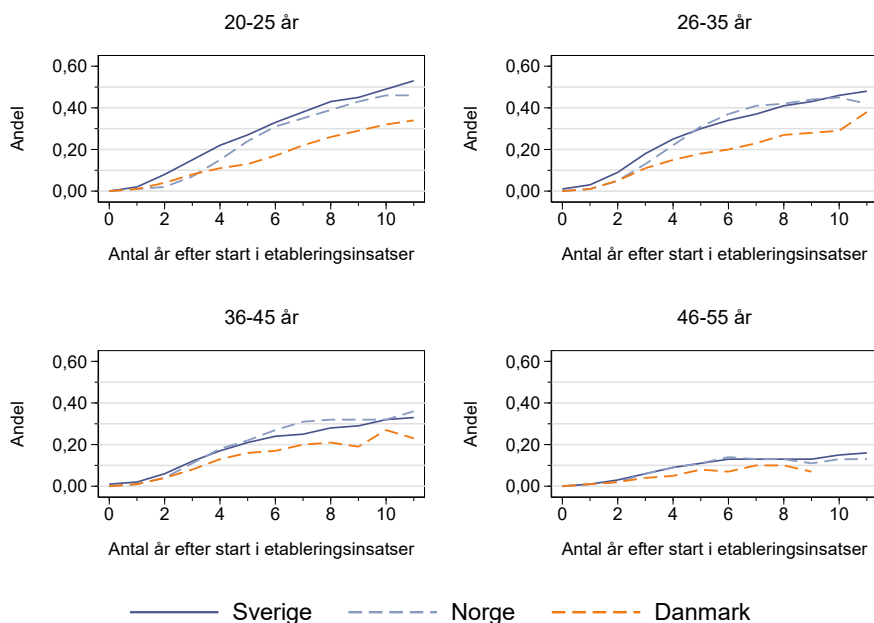 20-25 år
26-35 år
Andel
0,60
0,40
0,20
0,00
0 2 4 6 8 10
Antal år efter start i etableringsinsatser
Andel
0,60
0,40
0,20
0,00
0 2 4 6 8 10
Antal år efter start i etableringsinsatser
36-45 år
46-55 år
Andel
0,60
0,40
0,20
0,00
0 2 4 6 8 10
Antal år efter start i etableringsinsatser
Andel
0,60
0,40
0,20
0,00
0 2 4 6 8 10
Antal år efter start i etableringsinsatser
Sverige Norge Danmark